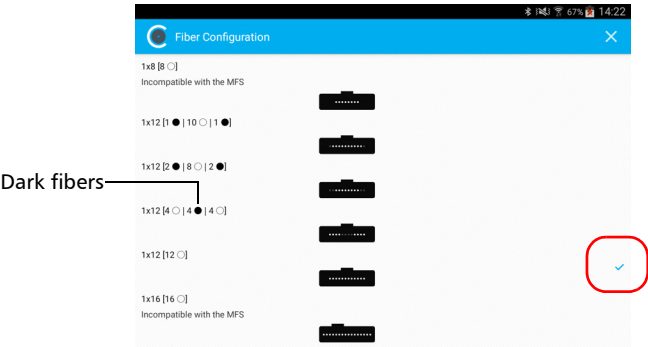 67% 14:22
Fiber Configuration
1x8 [8 ○]
Incompatible with the MFS
1x12 [1 ● | 10 ○ | 1 ●]
1x12 [2 ● | 8 ○ | 2 ●]
Dark fibers
1x12 [4 ○ | 4 ● | 4 ○]
1x12 [12 ○]
1x16 [16 ○]
Incompatible with the MFS